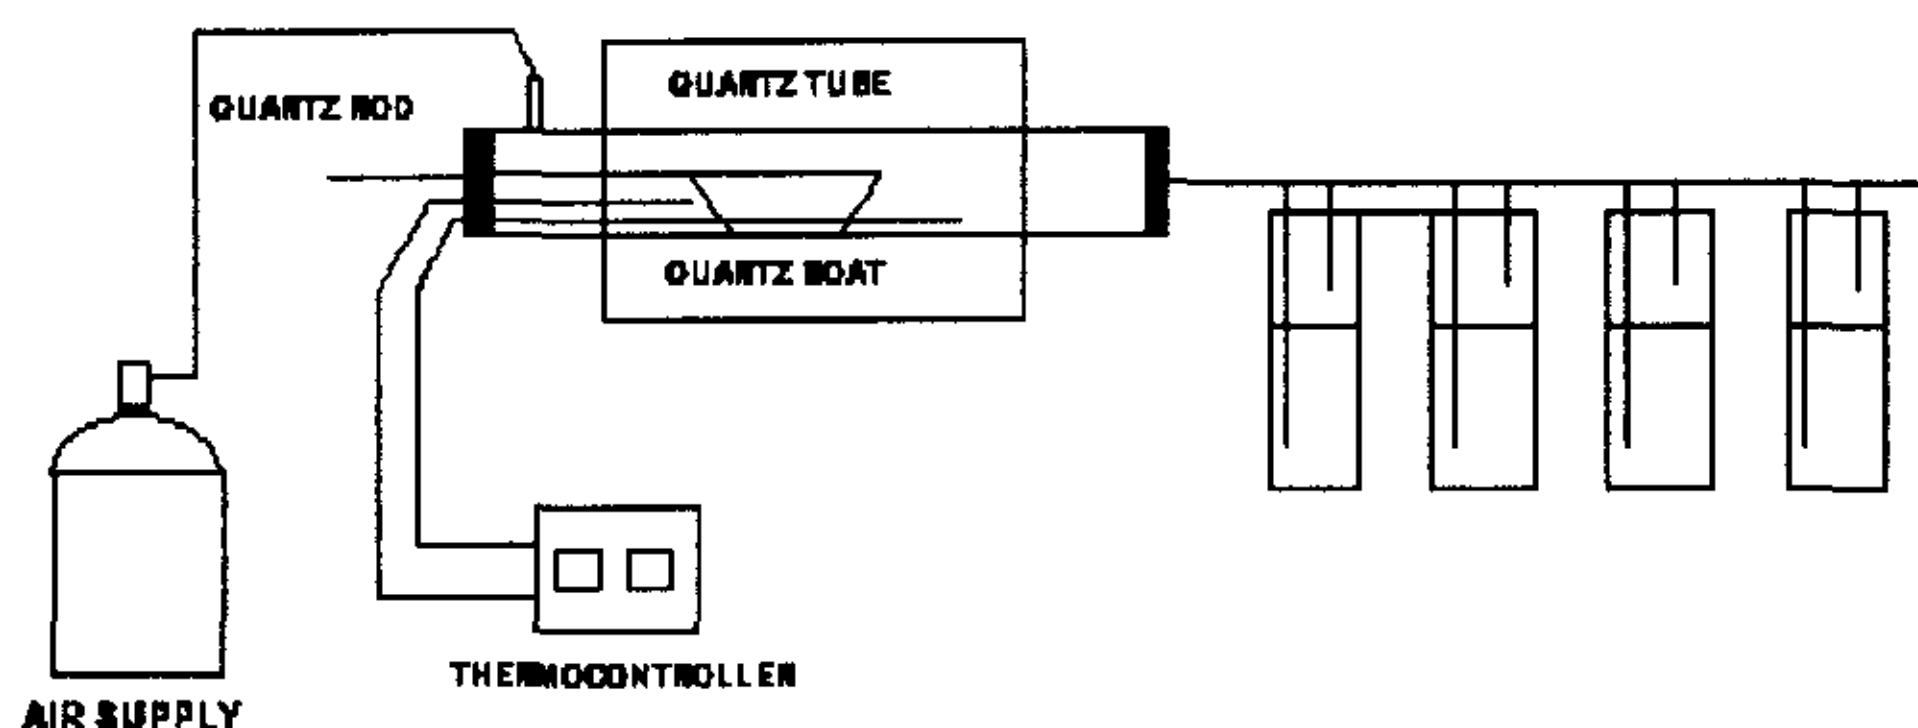 QUARTZ TUBE
QUARTZ ROD
QUARTZ BOAT
THERMOCONTROLLER
AIR SUPPLY